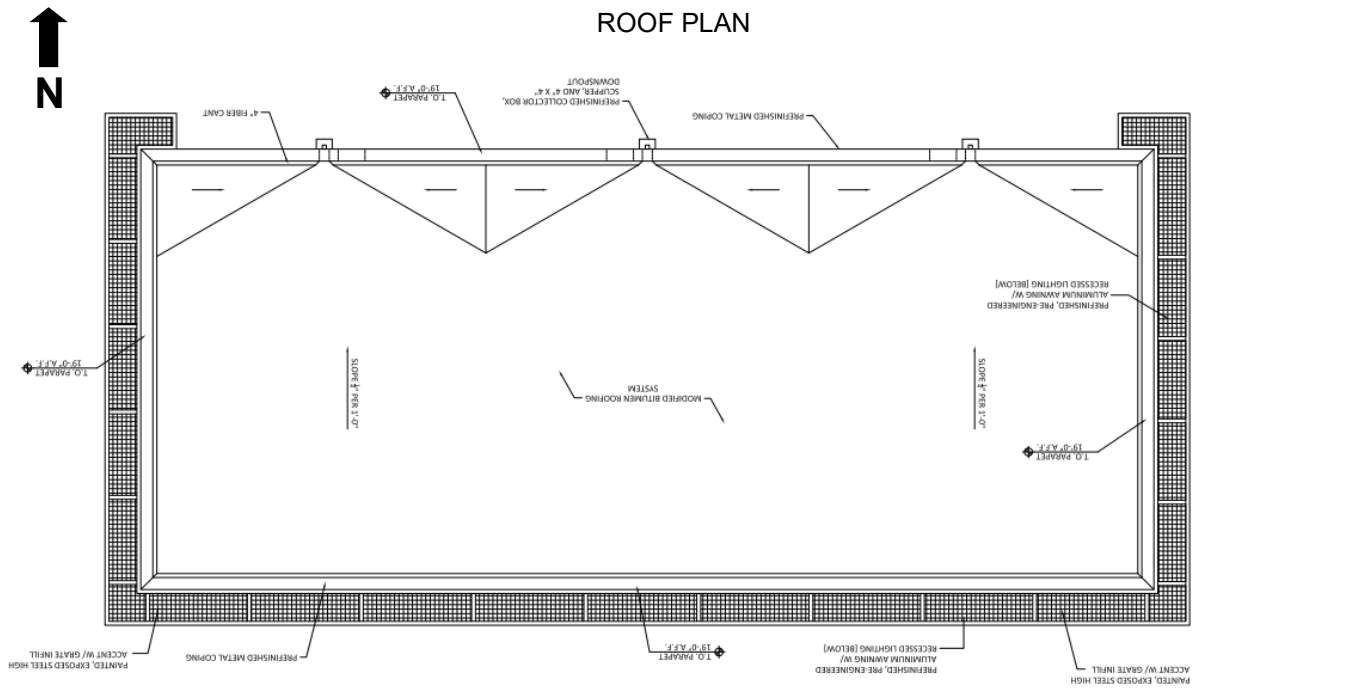 ROOF PLAN
N
4" FIBER CANT
T.O. PARAPET
19'-0" A.F.F.
PREFINISHED COLLECTOR BOX,
SCUPPER, AND 4" X 4"
DOWNSPOUT
PREFINISHED METAL COPING
PREFINISHED, PRE-ENGINEERED
ALUMINUM AWNING W/
RECESSED LIGHTING [BELOW]
T.O. PARAPET
19'-0" A.F.F.
SLOPE ¼" PER 1'-0"
MODIFIED BITUMEN ROOFING
SYSTEM
SLOPE ¼" PER 1'-0"
T.O. PARAPET
19'-0" A.F.F.
PAINTED, EXPOSED STEEL HIGH
ACCENT W/ GRATE INFILL
PREFINISHED METAL COPING
T.O. PARAPET
19'-0" A.F.F.
PREFINISHED, PRE-ENGINEERED
ALUMINUM AWNING W/
RECESSED LIGHTING [BELOW]
PAINTED, EXPOSED STEEL HIGH
ACCENT W/ GRATE INFILL